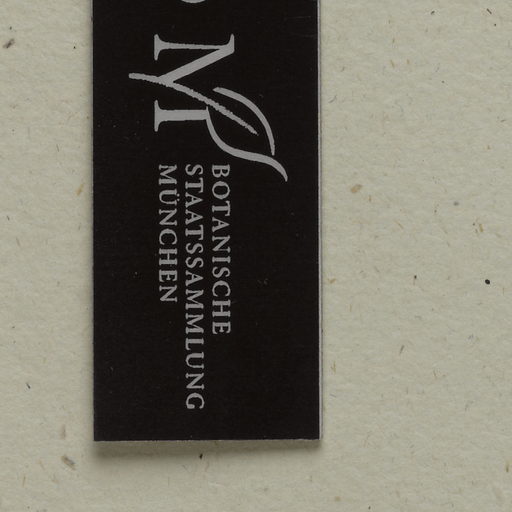 M
BOTANISCHE
STAATSSAMMLUNG
MÜNCHEN